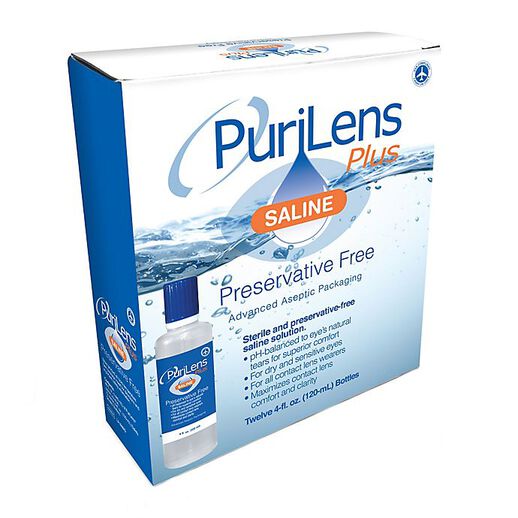 PuriLens
Plus
SALINE
Preservative Free
Advanced Aseptic Packaging
Sterile and preservative-free
saline solution.
• pH-balanced to eye's natural
tears for superior comfort
• For dry and sensitive eyes
• For all contact lens wearers
• Maximizes contact lens
comfort and clarity
Twelve 4-fl. oz. (120-mL) Bottles
PuriLens
Plus
SALINE
Preservative Free